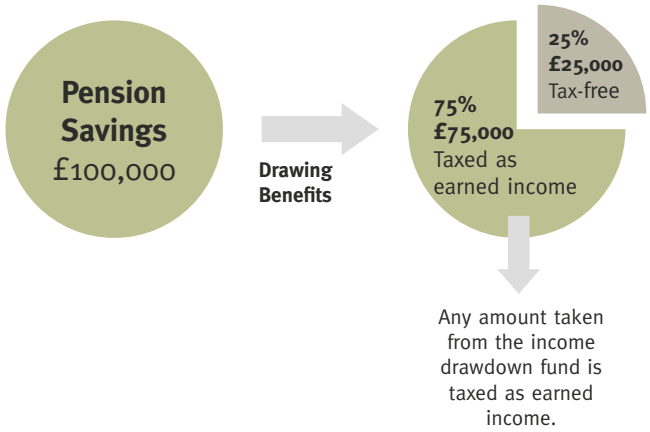 Pension
Savings
£100,000
Drawing
Benefits
75%
£75,000
Taxed as
earned income
25%
£25,000
Tax-free
Any amount taken
from the income
drawdown fund is
taxed as earned
income.